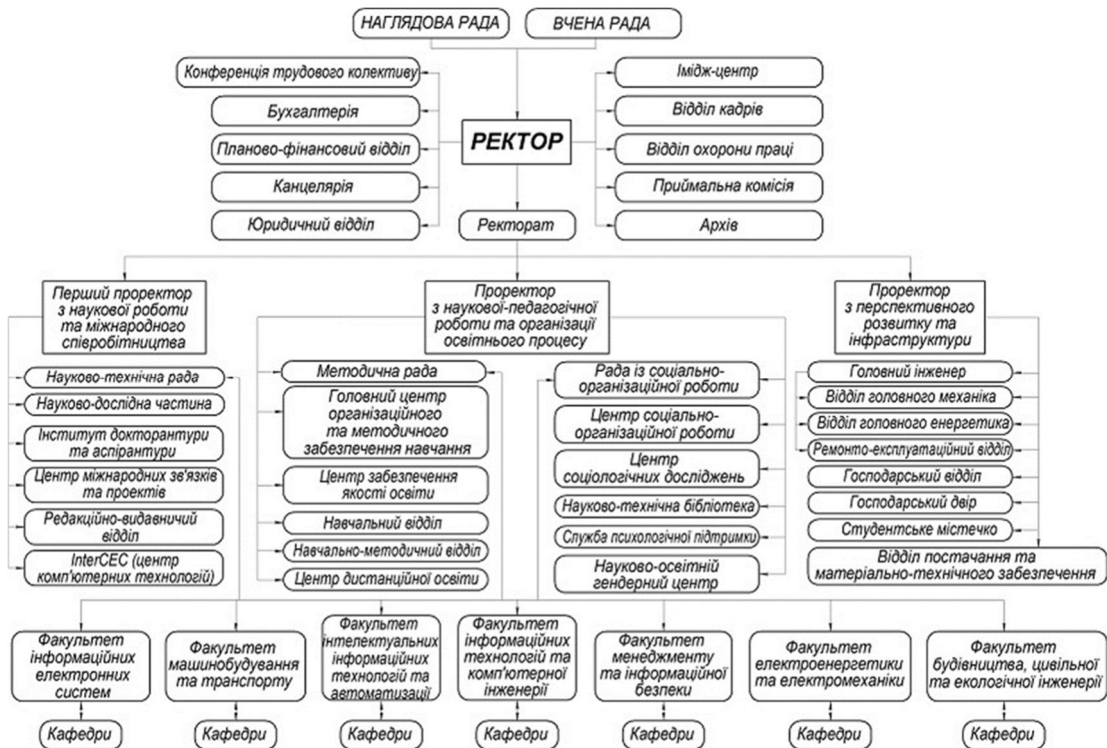 НАГЛЯДОВА РАДА
ВЧЕНА РАДА
Конференція трудового колективу
Бухгалтерія
Планово-фінансовий відділ
Канцелярія
Юридичний відділ
РЕКТОР
Ректорат
Імідж-центр
Відділ кадрів
Відділ охорони праці
Приймальна комісія
Архів
Перший проректор
з наукової роботи
та міжнародного
співробітництва
Проректор
з наукової-педагогічної
роботи та організації
освітнього процесу
Проректор
з перспективного
розвитку та
інфраструктури
Науково-технічна рада
Науково-дослідна частина
Інститут докторантури
та аспірантури
Центр міжнародних зв'язків
та проектів
Редакційно-видавничий
відділ
InterCEC (центр
комп'ютерних технологій)
Методична рада
Головний центр
організаційного
та методичного
забезпечення навчання
Центр забезпечення
якості освіти
Навчальний відділ
Навчально-методичний відділ
Центр дистанційної освіти
Рада із соціально-
організаційної роботи
Центр соціально-
організаційної роботи
Центр
соціологічних досліджень
Науково-технічна бібліотека
Служба психологічної підтримки
Науково-освітній
гендерний центр
Головний інженер
Відділ головного механіка
Відділ головного енергетика
Ремонто-експлуатаційний відділ
Господарський відділ
Господарський двір
Студентське містечко
Відділ постачання та
матеріально-технічного забезпечення
Факультет
інформаційних
електронних
систем
Факультет
машинобудування
та транспорту
Факультет
інтелектуальних
інформаційних
технологій та
автоматизації
Факультет
інформаційних
технологій та
комп'ютерної
інженерії
Факультет
менеджменту
та інформаційної
безпеки
Факультет
електроенергетики
та електромеханіки
Факультет
будівництва, цивільної
та екологічної інженерії
Кафедри
Кафедри
Кафедри
Кафедри
Кафедри
Кафедри
Кафедри